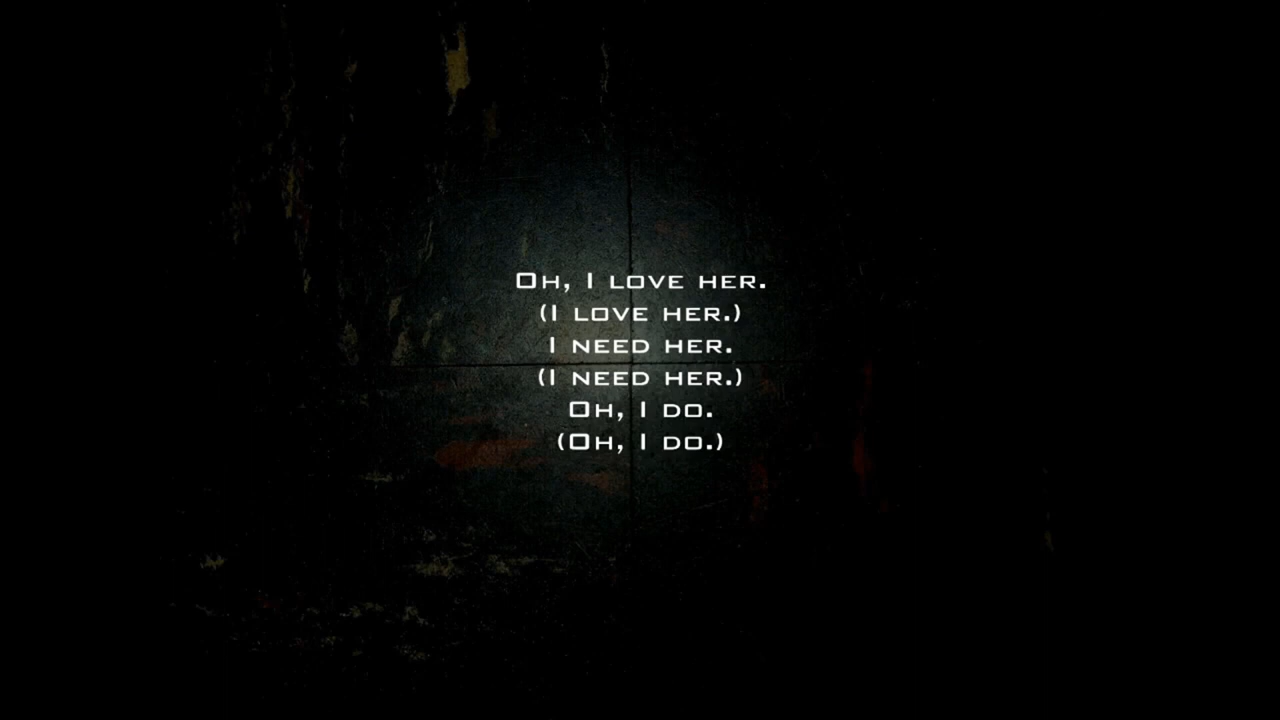 Oh, I love her.
(I love her.)
I need her.
(I need her.)
Oh, I do.
(Oh, I do.)